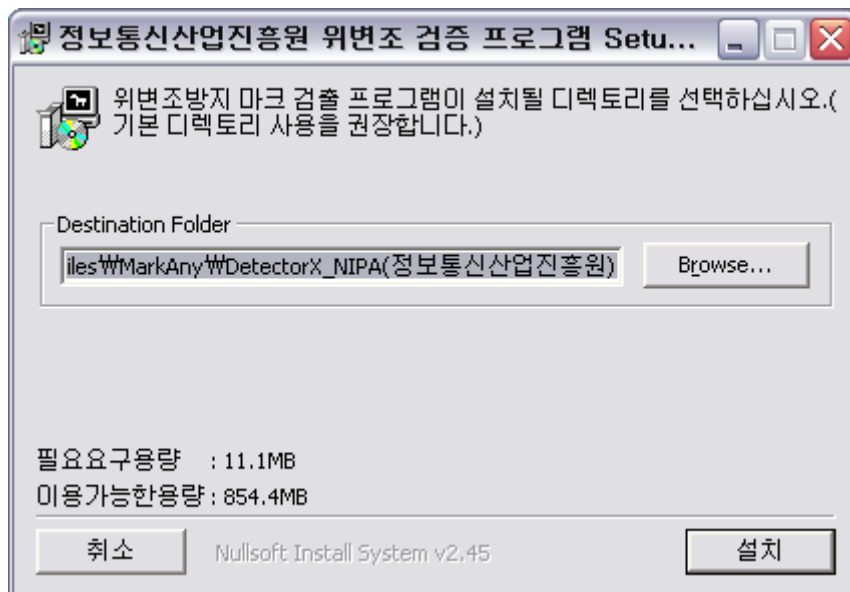 정보통신산업진흥원 위변조 검증 프로그램 Setu...
위변조방지 마크 검출 프로그램이 설치될 디렉토리를 선택하십시오.(
기본 디렉토리 사용을 권장합니다.)
Destination Folder
iles₩MarkAny₩DetectorX_NIPA(정보통신산업진흥원)
Browse...
필요요구용량 : 11.1MB
이용가능한용량 : 854.4MB
취소
Nullsoft Install System v2.45
설치